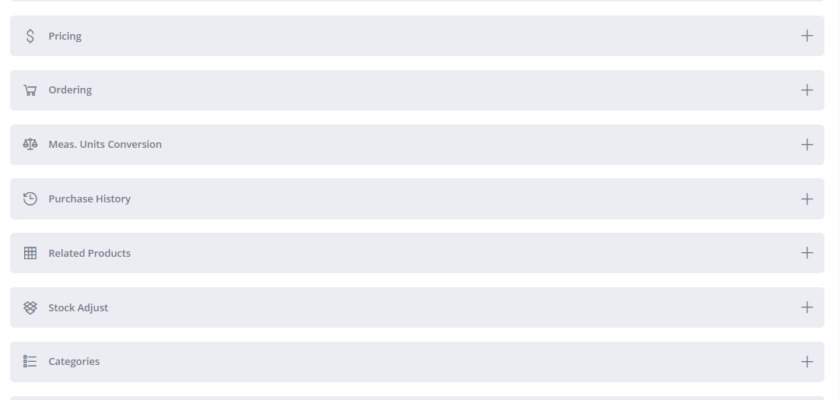 Pricing
Ordering
Meas. Units Conversion
Purchase History
Related Products
Stock Adjust
Categories